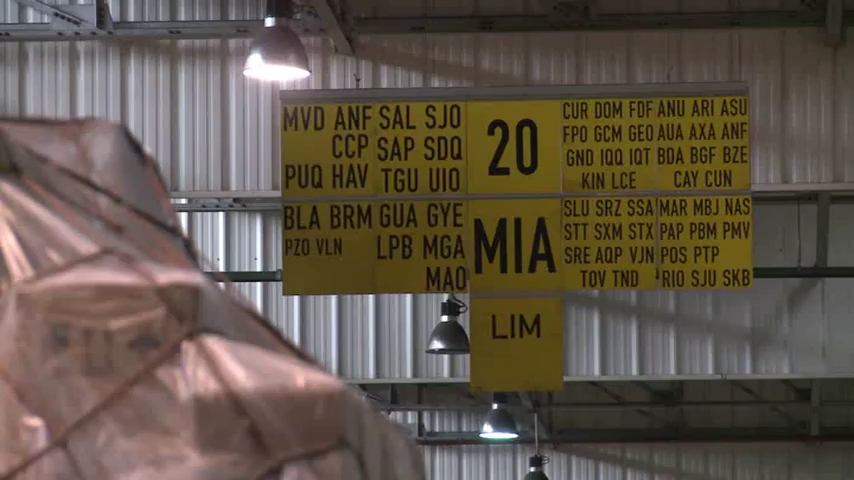 MVD ANF SAL SJO
CCP SAP SDQ
PUQ HAV TGU UIO
BLA BRM GUA GYE
PZO VLN LPB MGA
MAO
20
MIA
LIM
CUR DOM FDF ANU ARI ASU
FPO GCM GEO AUA AXA ANF
GND IQQ IQT BDA BGF BZE
KIN LCE CAY CUN
SLU SRZ SSA MAR MBJ NAS
STT SXM STX PAP PBM PMV
SRE AQP VJN POS PTP
TOV TND RIO SJU SKB